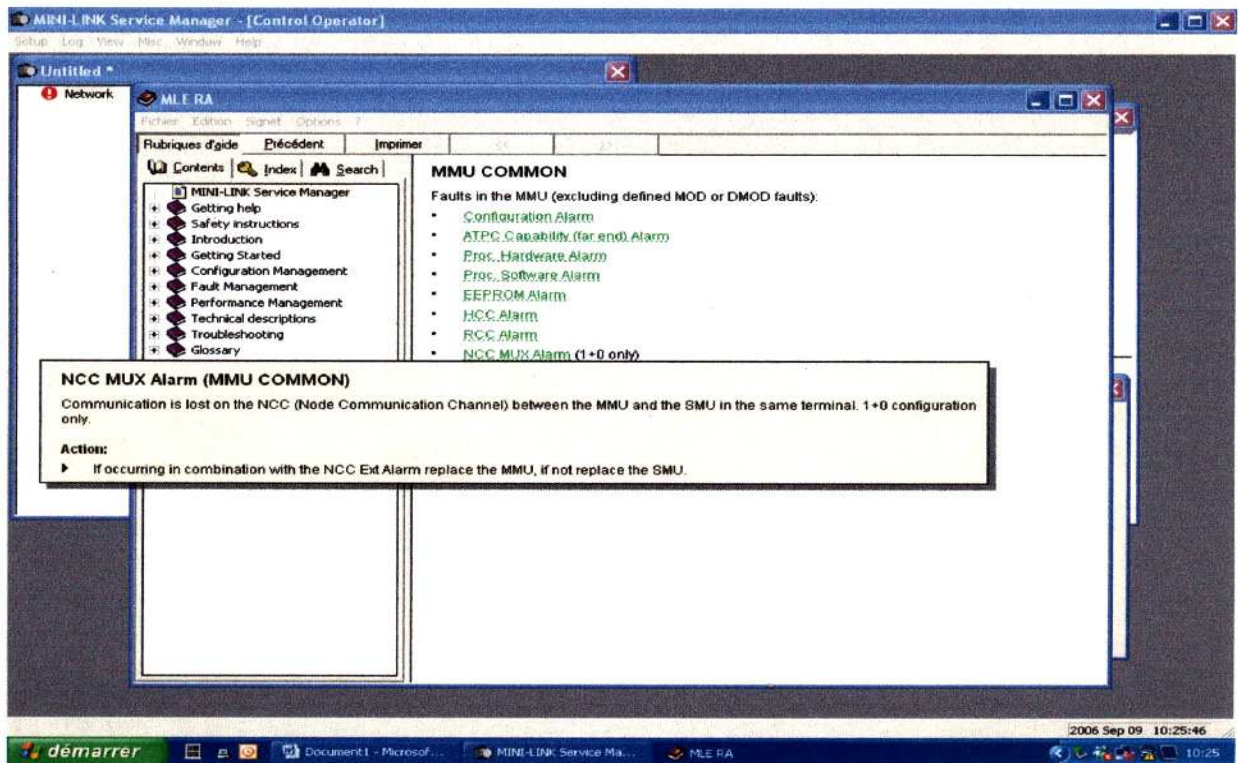 MINI-LINK Service Manager - [Control Operator]
Setup Log View Misc Window Help
Untitled *
Network
MLE RA
Fichier Edition Signet Options ?
Rubriques d'aide Précédent Imprimer << >>
Contents Index Search
MINI-LINK Service Manager
Getting help
Safety instructions
Introduction
Getting Started
Configuration Management
Fault Management
Performance Management
Technical descriptions
Troubleshooting
Glossary
MMU COMMON
Faults in the MMU (excluding defined MOD or DMOD faults):
• Configuration Alarm
• ATPC Capability (far end) Alarm
• Proc. Hardware Alarm
• Proc. Software Alarm
• EEPROM Alarm
• HCC Alarm
• RCC Alarm
• NCC MUX Alarm (1+0 only)
NCC MUX Alarm (MMU COMMON)
Communication is lost on the NCC (Node Communication Channel) between the MMU and the SMU in the same terminal. 1+0 configuration
only.
Action:
If occurring in combination with the NCC Ext Alarm replace the MMU, if not replace the SMU.
2006 Sep 09 10:25:46
démarrer Document1 - Microsof... MINI-LINK Service Ma... MLE RA 10:25